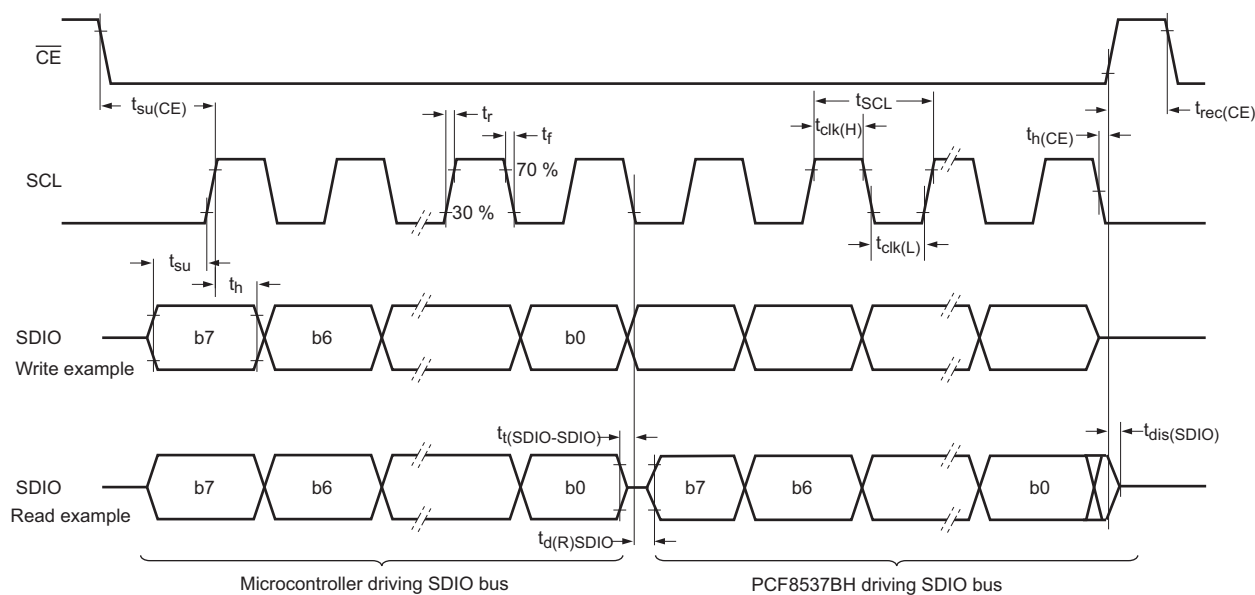 CE
tsu(CE)
tr
tf
tSCL
tclk(H)
trec(CE)
th(CE)
SCL
70 %
30 %
tclk(L)
tsu
th
SDIO
Write example
b7
b6
b0
tt(SDIO-SDIO)
tdis(SDIO)
SDIO
Read example
b7
b6
b0
b7
b6
b0
td(R)SDIO
Microcontroller driving SDIO bus
PCF8537BH driving SDIO bus